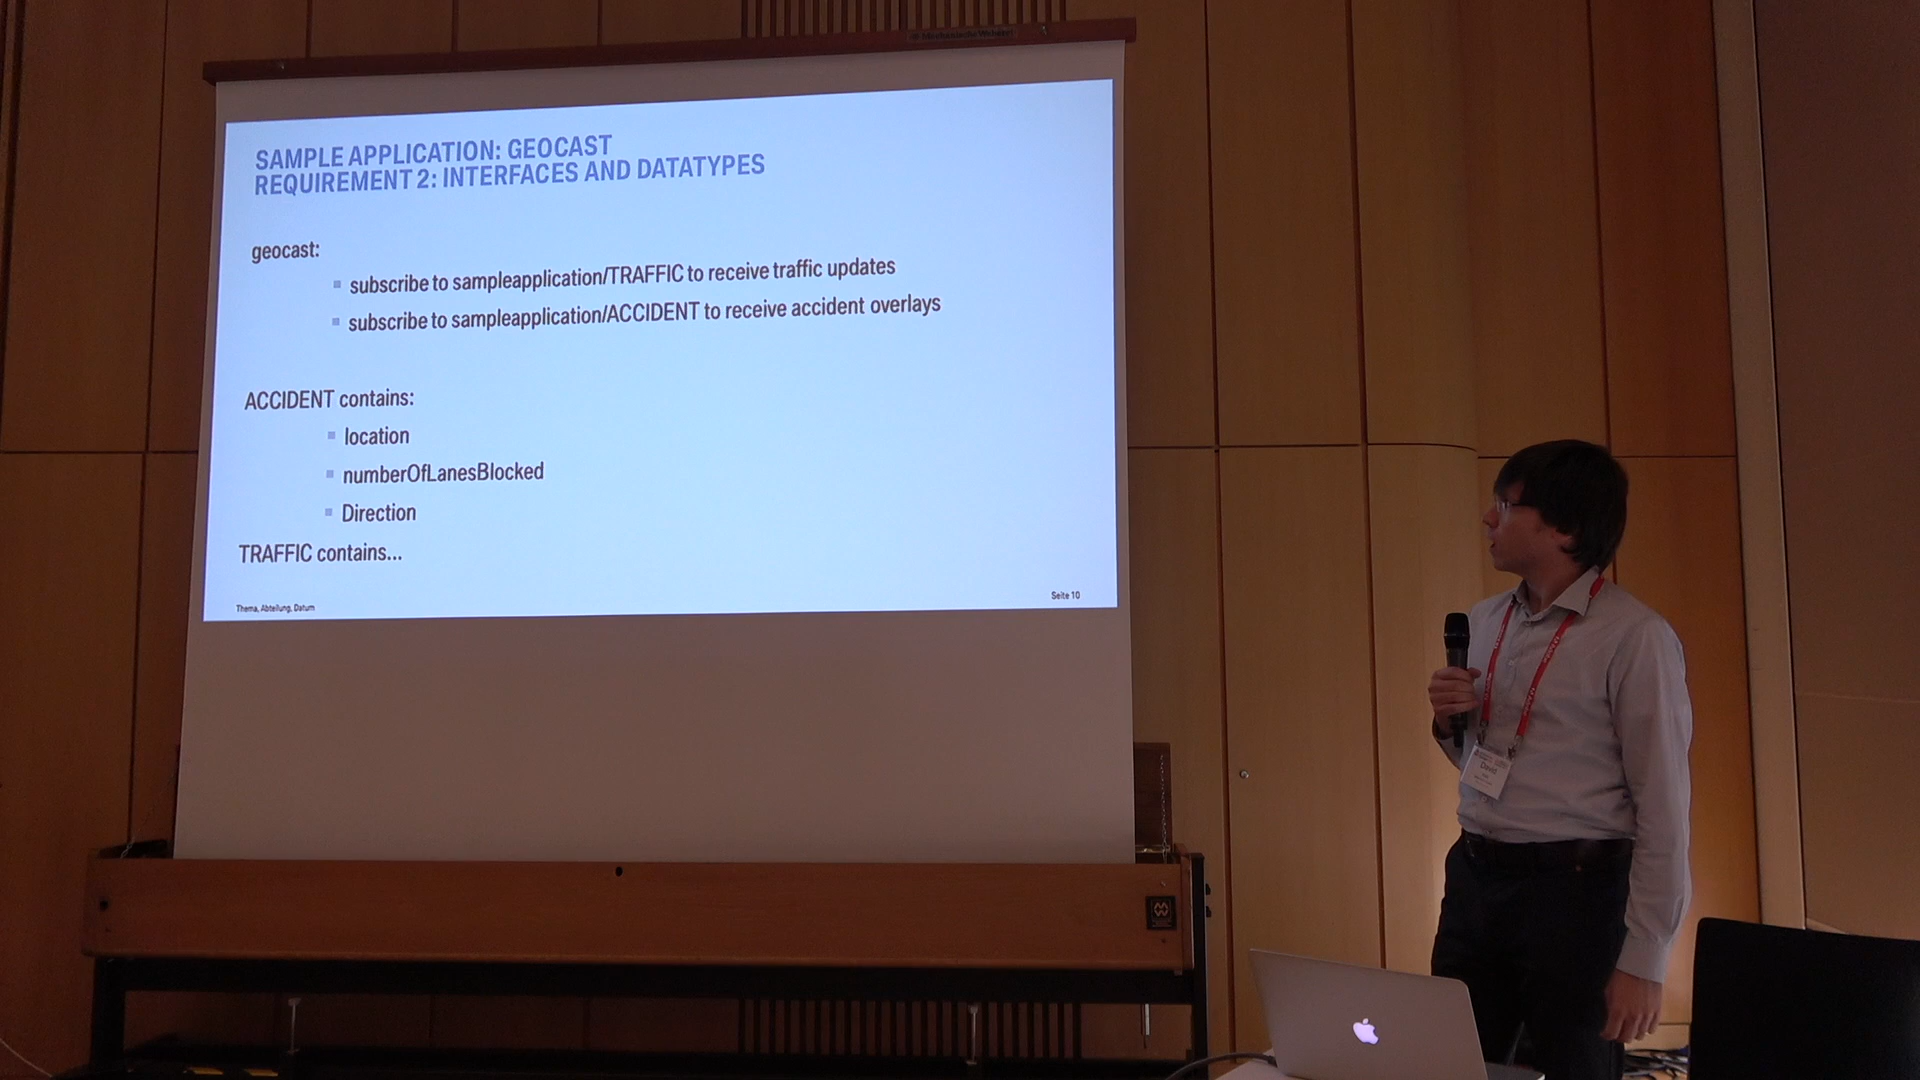 SAMPLE APPLICATION: GEOCAST
REQUIREMENT 2: INTERFACES AND DATATYPES
geocast:
subscribe to sampleapplication/TRAFFIC to receive traffic updates
subscribe to sampleapplication/ACCIDENT to receive accident overlays
ACCIDENT contains:
location
numberOfLanesBlocked
Direction
TRAFFIC contains...
Thema, Abteilung, Datum
Seite 10
David